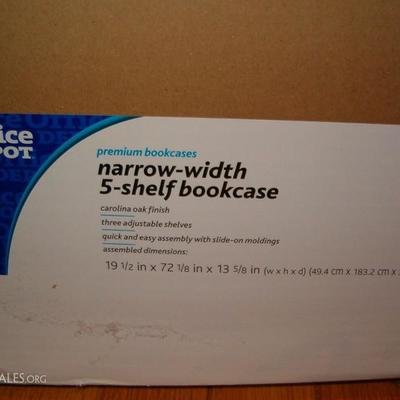 ice
POT
premium bookcases
narrow-width
5-shelf bookcase
carolina oak finish
three adjustable shelves
quick and easy assembly with slide-on moldings
assembled dimensions:
19 1/2 in x 72 1/8 in x 13 5/8 in (w x h x d) (49.4 cm x 183.2 cm x
ALES.ORG